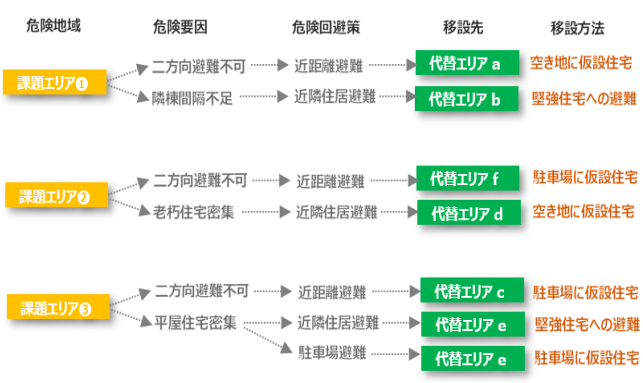 危険地域 危険要因 危険回避策 移設先 移設方法
二方向避難不可 近距離避難 代替エリア a 空き地に仮設住宅
課題エリア❶
隣棟間隔不足 近隣住居避難 代替エリア b 堅強住宅への避難
二方向避難不可 近距離避難 代替エリア f 駐車場に仮設住宅
課題エリア❷
老朽住宅密集 近隣住居避難 代替エリア d 空き地に仮設住宅
二方向避難不可 近距離避難 代替エリア c 駐車場に仮設住宅
課題エリア❸
平屋住宅密集 近隣住居避難 代替エリア e 堅強住宅への避難
駐車場避難 代替エリア e 駐車場に仮設住宅